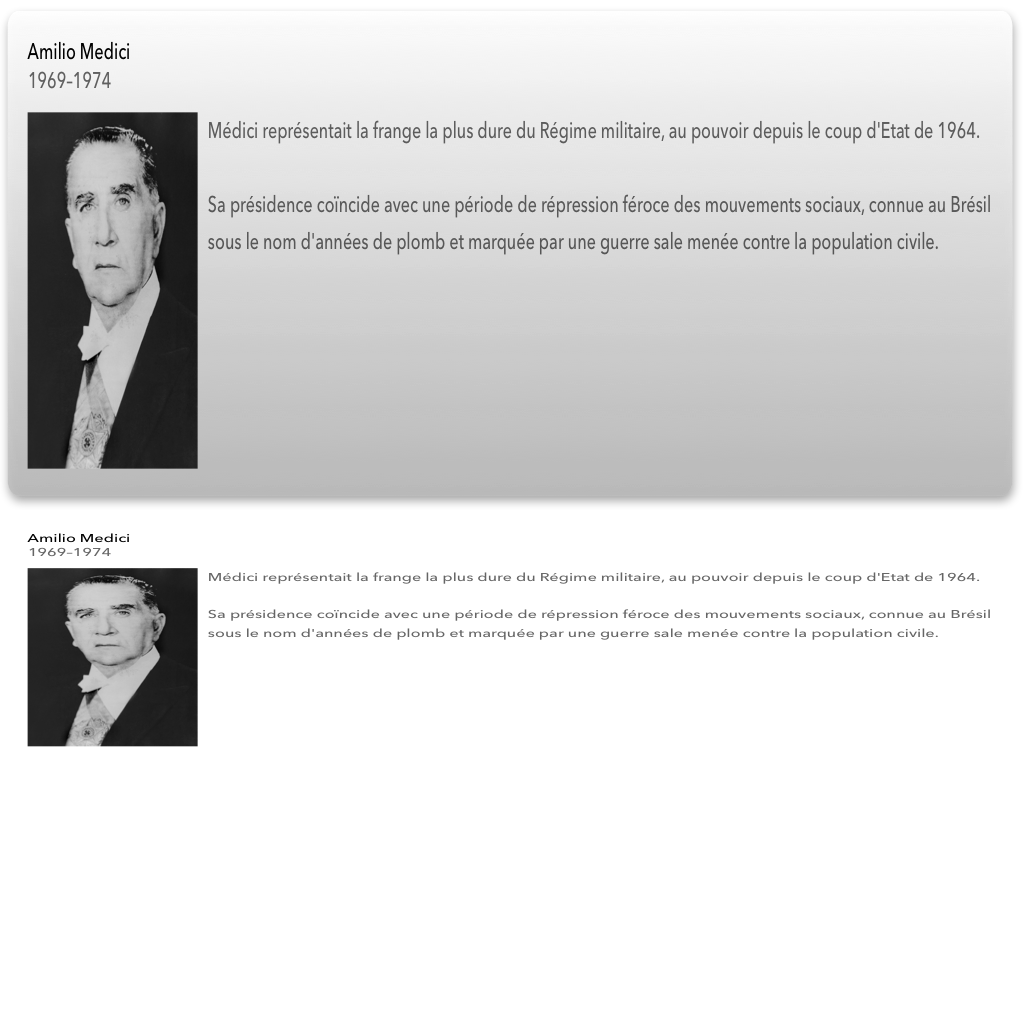 Amilio Medici
1969-1974
Médici représentait la frange la plus dure du Régime militaire, au pouvoir depuis le coup d'Etat de 1964.
Sa présidence coïncide avec une période de répression féroce des mouvements sociaux, connue au Brésil
sous le nom d'années de plomb et marquée par une guerre sale menée contre la population civile.
Amilio Medici
1969-1974
Médici représentait la frange la plus dure du Régime militaire, au pouvoir depuis le coup d'Etat de 1964.
Sa présidence coïncide avec une période de répression féroce des mouvements sociaux, connue au Brésil
sous le nom d'années de plomb et marquée par une guerre sale menée contre la population civile.